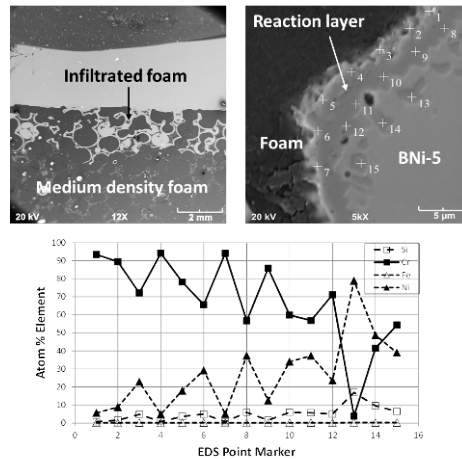 Infiltrated foam
Medium density foam
20 kV 12X 2 mm
Reaction layer
1
2
8
3
9
4
10
5
11
13
6
12
14
7
15
Foam
BNi-5
20 kV 5kX 5 µm
100
90
80
70
60
50
40
30
20
10
0
Atom % Element
Si
Cr
Fe
Ni
0 2 4 6 8 10 12 14 16
EDS Point Marker